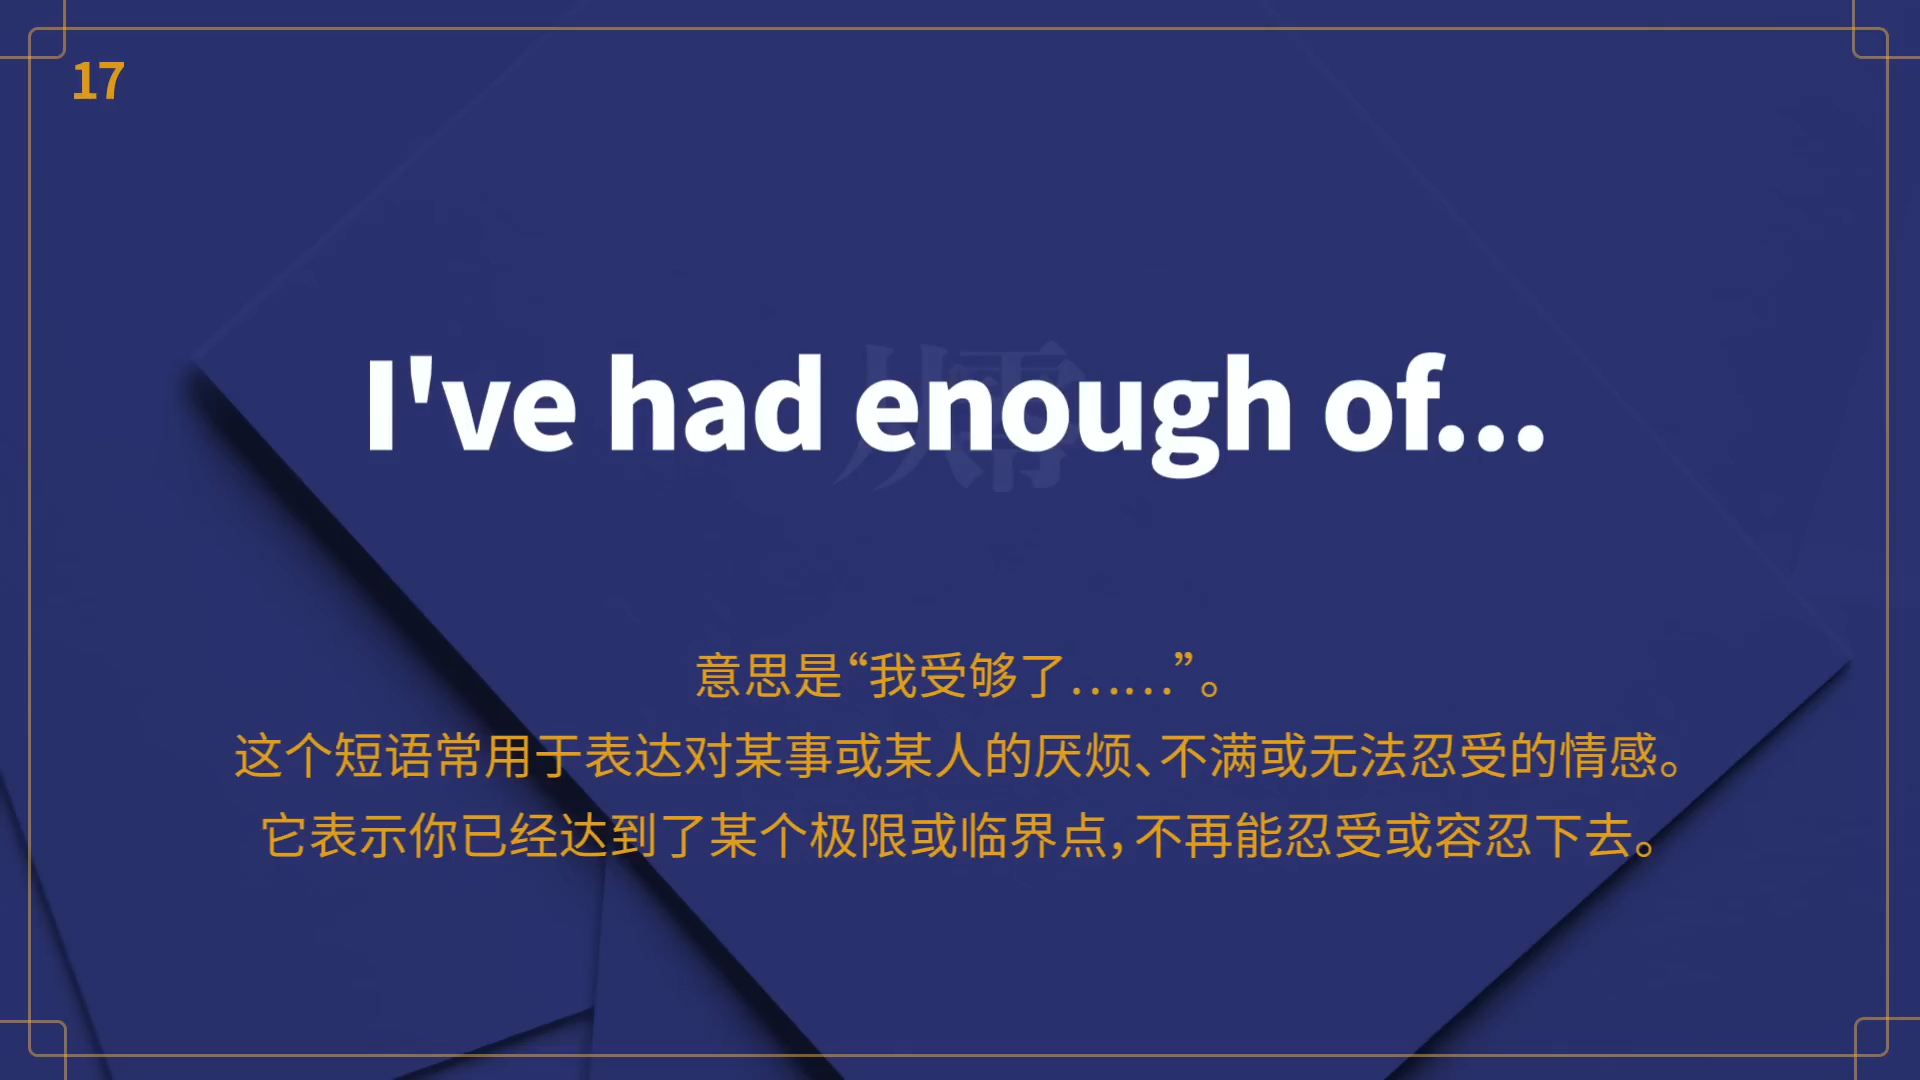 17
I've had enough of...
从零
意思是“我受够了……”。
这个短语常用于表达对某事或某人的厌烦、不满或无法忍受的情感。
它表示你已经达到了某个极限或临界点，不再能忍受或容忍下去。